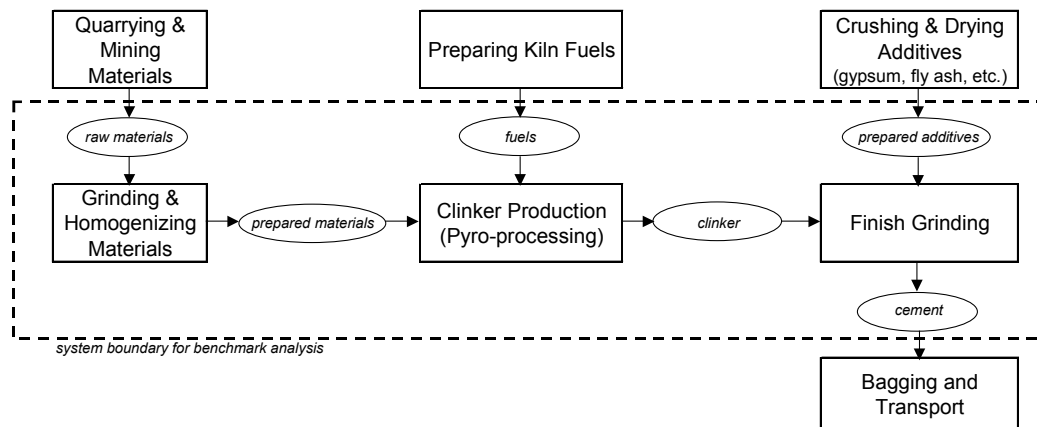 Quarrying &
Mining
Materials
Preparing Kiln Fuels
Crushing & Drying
Additives
(gypsum, fly ash, etc.)
raw materials
fuels
prepared additives
Grinding &
Homogenizing
Materials
prepared materials
Clinker Production
(Pyro-processing)
clinker
Finish Grinding
cement
system boundary for benchmark analysis
Bagging and
Transport